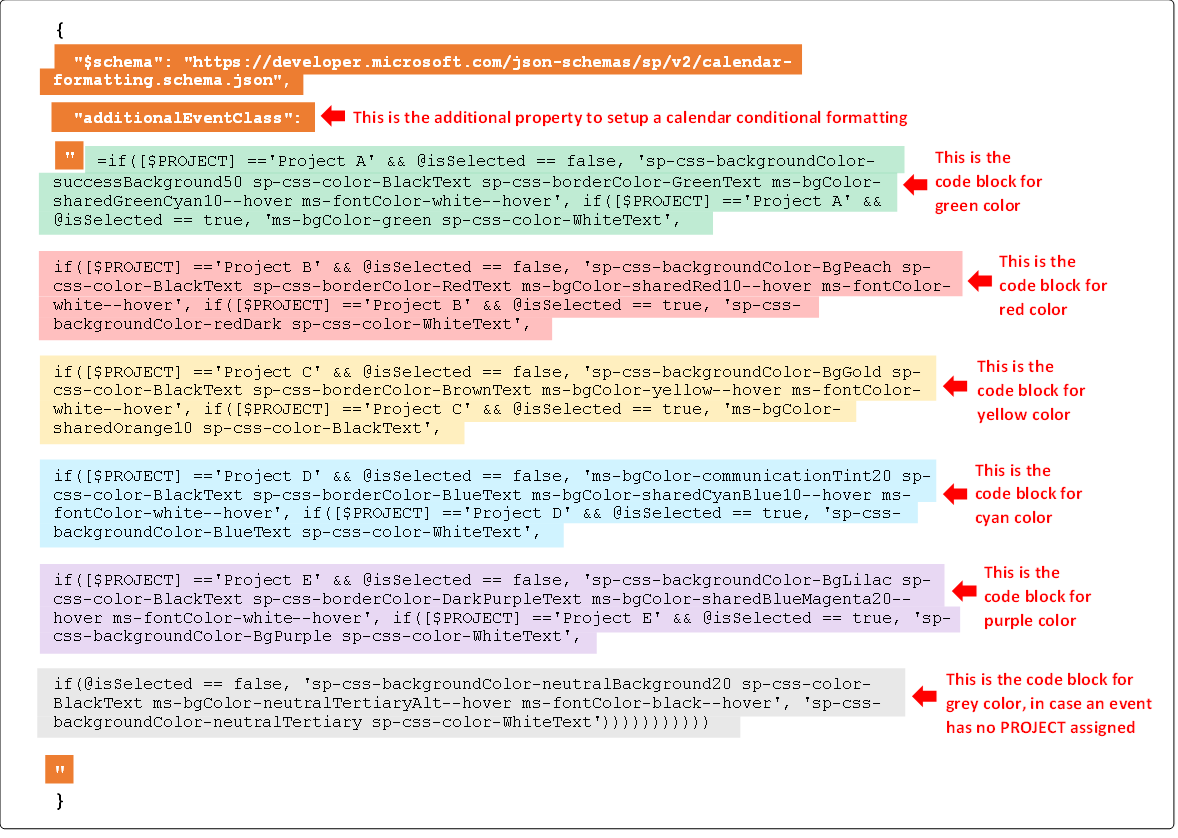 {
"$schema": "https://developer.microsoft.com/json-schemas/sp/v2/calendar-
formatting.schema.json",
"additionalEventClass":
This is the additional property to setup a calendar conditional formatting
" =if([$PROJECT] =='Project A' && @isSelected == false, 'sp-css-backgroundColor-
successBackground50 sp-css-color-BlackText sp-css-borderColor-GreenText ms-bgColor-
sharedGreenCyan10--hover ms-fontColor-white--hover', if([$PROJECT] =='Project A' &&
@isSelected == true, 'ms-bgColor-green sp-css-color-WhiteText',
This is the
code block for
green color
if([$PROJECT] =='Project B' && @isSelected == false, 'sp-css-backgroundColor-BgPeach sp-
css-color-BlackText sp-css-borderColor-RedText ms-bgColor-sharedRed10--hover ms-fontColor-
white--hover', if([$PROJECT] =='Project B' && @isSelected == true, 'sp-css-
backgroundColor-redDark sp-css-color-WhiteText',
This is the
code block for
red color
if([$PROJECT] =='Project C' && @isSelected == false, 'sp-css-backgroundColor-BgGold sp-
css-color-BlackText sp-css-borderColor-BrownText ms-bgColor-yellow--hover ms-fontColor-
white--hover', if([$PROJECT] =='Project C' && @isSelected == true, 'ms-bgColor-
sharedOrange10 sp-css-color-BlackText',
This is the
code block for
yellow color
if([$PROJECT] =='Project D' && @isSelected == false, 'ms-bgColor-communicationTint20 sp-
css-color-BlackText sp-css-borderColor-BlueText ms-bgColor-sharedCyanBlue10--hover ms-
fontColor-white--hover', if([$PROJECT] =='Project D' && @isSelected == true, 'sp-css-
backgroundColor-BlueText sp-css-color-WhiteText',
This is the
code block for
cyan color
if([$PROJECT] =='Project E' && @isSelected == false, 'sp-css-backgroundColor-BgLilac sp-
css-color-BlackText sp-css-borderColor-DarkPurpleText ms-bgColor-sharedBlueMagenta20--
hover ms-fontColor-white--hover', if([$PROJECT] =='Project E' && @isSelected == true, 'sp-
css-backgroundColor-BgPurple sp-css-color-WhiteText',
This is the
code block for
purple color
if(@isSelected == false, 'sp-css-backgroundColor-neutralBackground20 sp-css-color-
BlackText ms-bgColor-neutralTertiaryAlt--hover ms-fontColor-black--hover', 'sp-css-
backgroundColor-neutralTertiary sp-css-color-WhiteText')))))))))))
This is the code block for
grey color, in case an event
has no PROJECT assigned
"
}